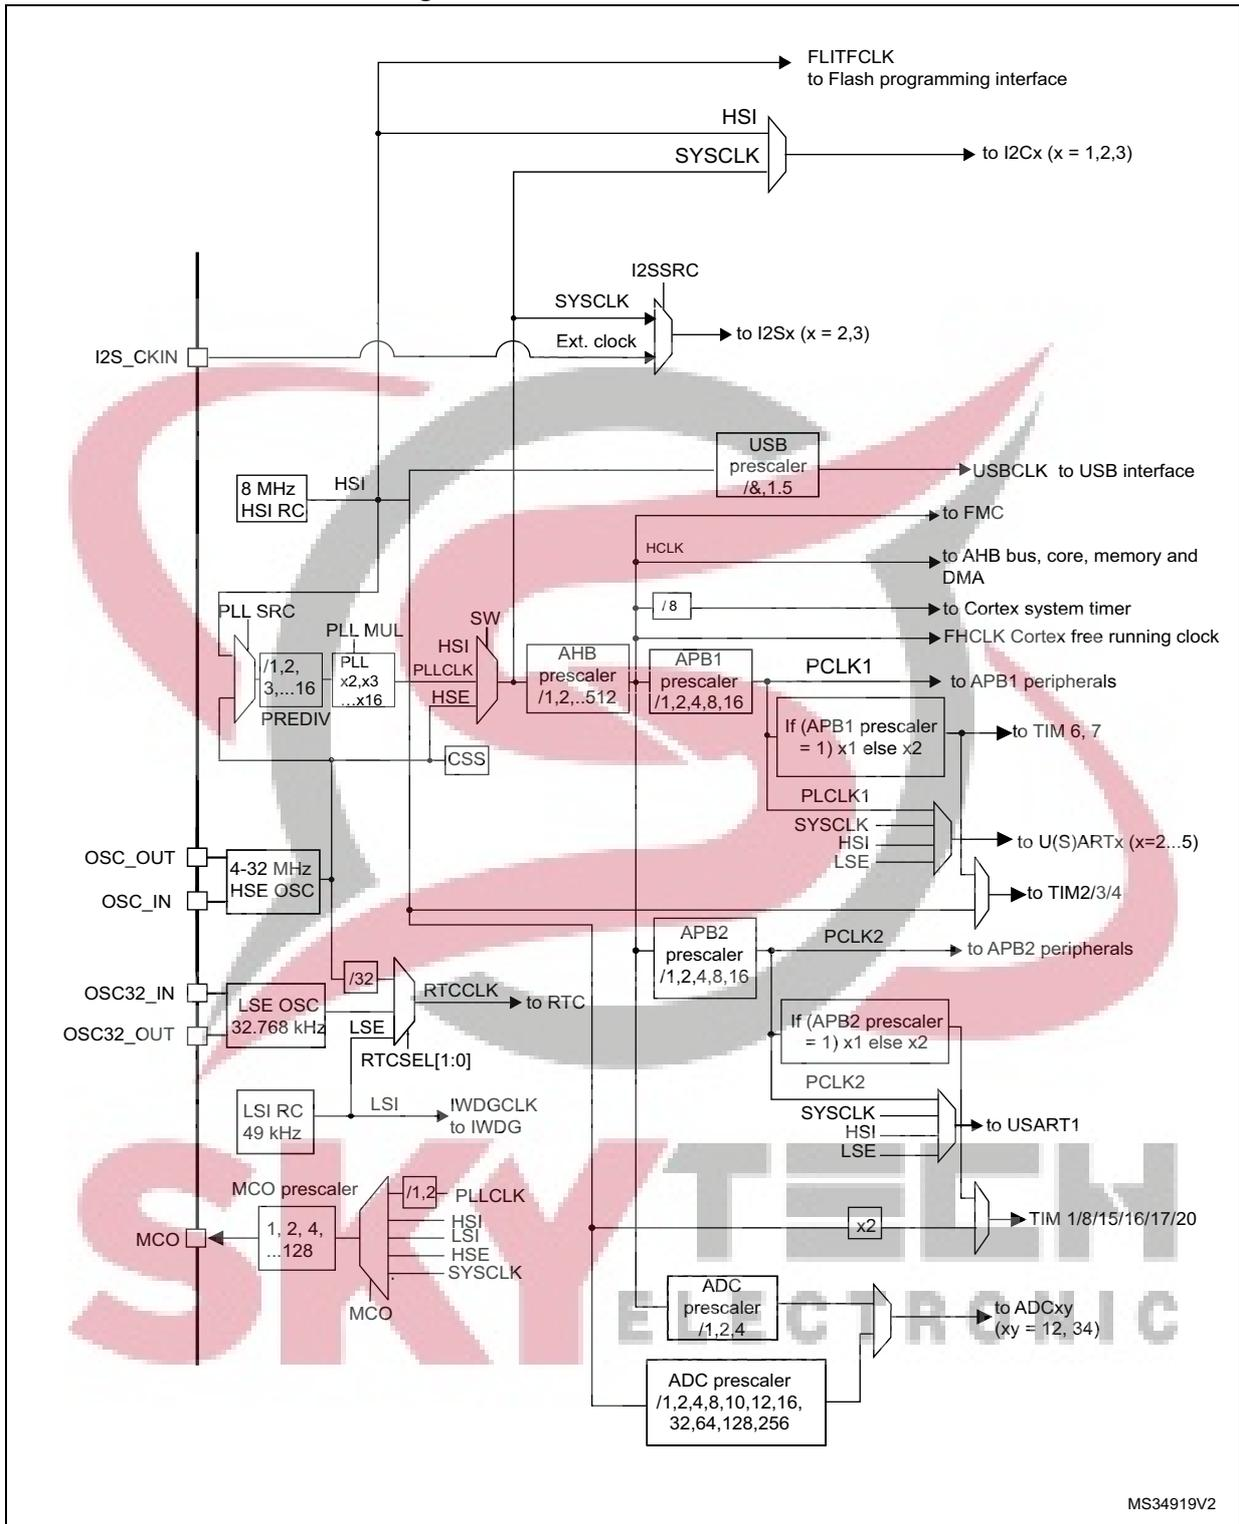 FLITFCLK
to Flash programming interface
HSI
SYSCLK
to I2Cx (x = 1,2,3)
I2SSRC
SYSCLK
to I2Sx (x = 2,3)
Ext. clock
I2S_CKIN
USB
prescaler
/&,1.5
USBCLK to USB interface
8 MHz
HSI RC
HSI
to FMC
HCLK
to AHB bus, core, memory and
DMA
/ 8
to Cortex system timer
FHCLK Cortex free running clock
PLL SRC
PLL MUL
SW
/1,2,
3,...16
PREDIV
PLL
x2,x3
...x16
HSI
PLLCLK
HSE
AHB
prescaler
/1,2,..512
APB1
prescaler
/1,2,4,8,16
PCLK1
to APB1 peripherals
CSS
If (APB1 prescaler
= 1) x1 else x2
to TIM 6, 7
PLCLK1
SYSCLK
HSI
LSE
to U(S)ARTx (x=2...5)
OSC_OUT
OSC_IN
4-32 MHz
HSE OSC
to TIM2/3/4
APB2
prescaler
/1,2,4,8,16
PCLK2
to APB2 peripherals
OSC32_IN
OSC32_OUT
LSE OSC
32.768 kHz
/32
LSE
RTCCLK
to RTC
RTCSEL[1:0]
If (APB2 prescaler
= 1) x1 else x2
PCLK2
SYSCLK
HSI
LSE
to USART1
LSI RC
49 kHz
LSI
IWDGCLK
to IWDG
MCO prescaler
MCO
1, 2, 4,
...128
/1,2
PLLCLK
HSI
LSI
HSE
SYSCLK
MCO
x2
TIM 1/8/15/16/17/20
ADC
prescaler
/1,2,4
to ADCxy
(xy = 12, 34)
ADC prescaler
/1,2,4,8,10,12,16,
32,64,128,256
SKYTECH
ELECTRONIC
MS34919V2